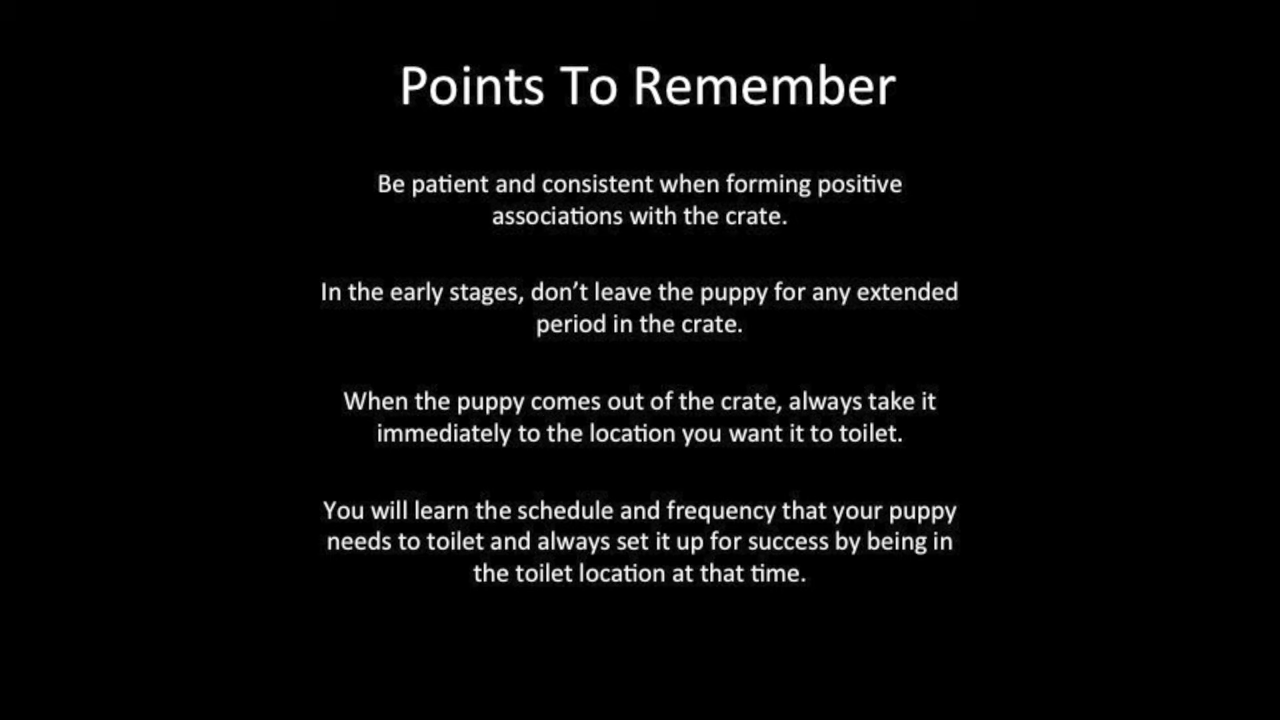 Points To Remember
Be patient and consistent when forming positive
associations with the crate.
In the early stages, don’t leave the puppy for any extended
period in the crate.
When the puppy comes out of the crate, always take it
immediately to the location you want it to toilet.
You will learn the schedule and frequency that your puppy
needs to toilet and always set it up for success by being in
the toilet location at that time.